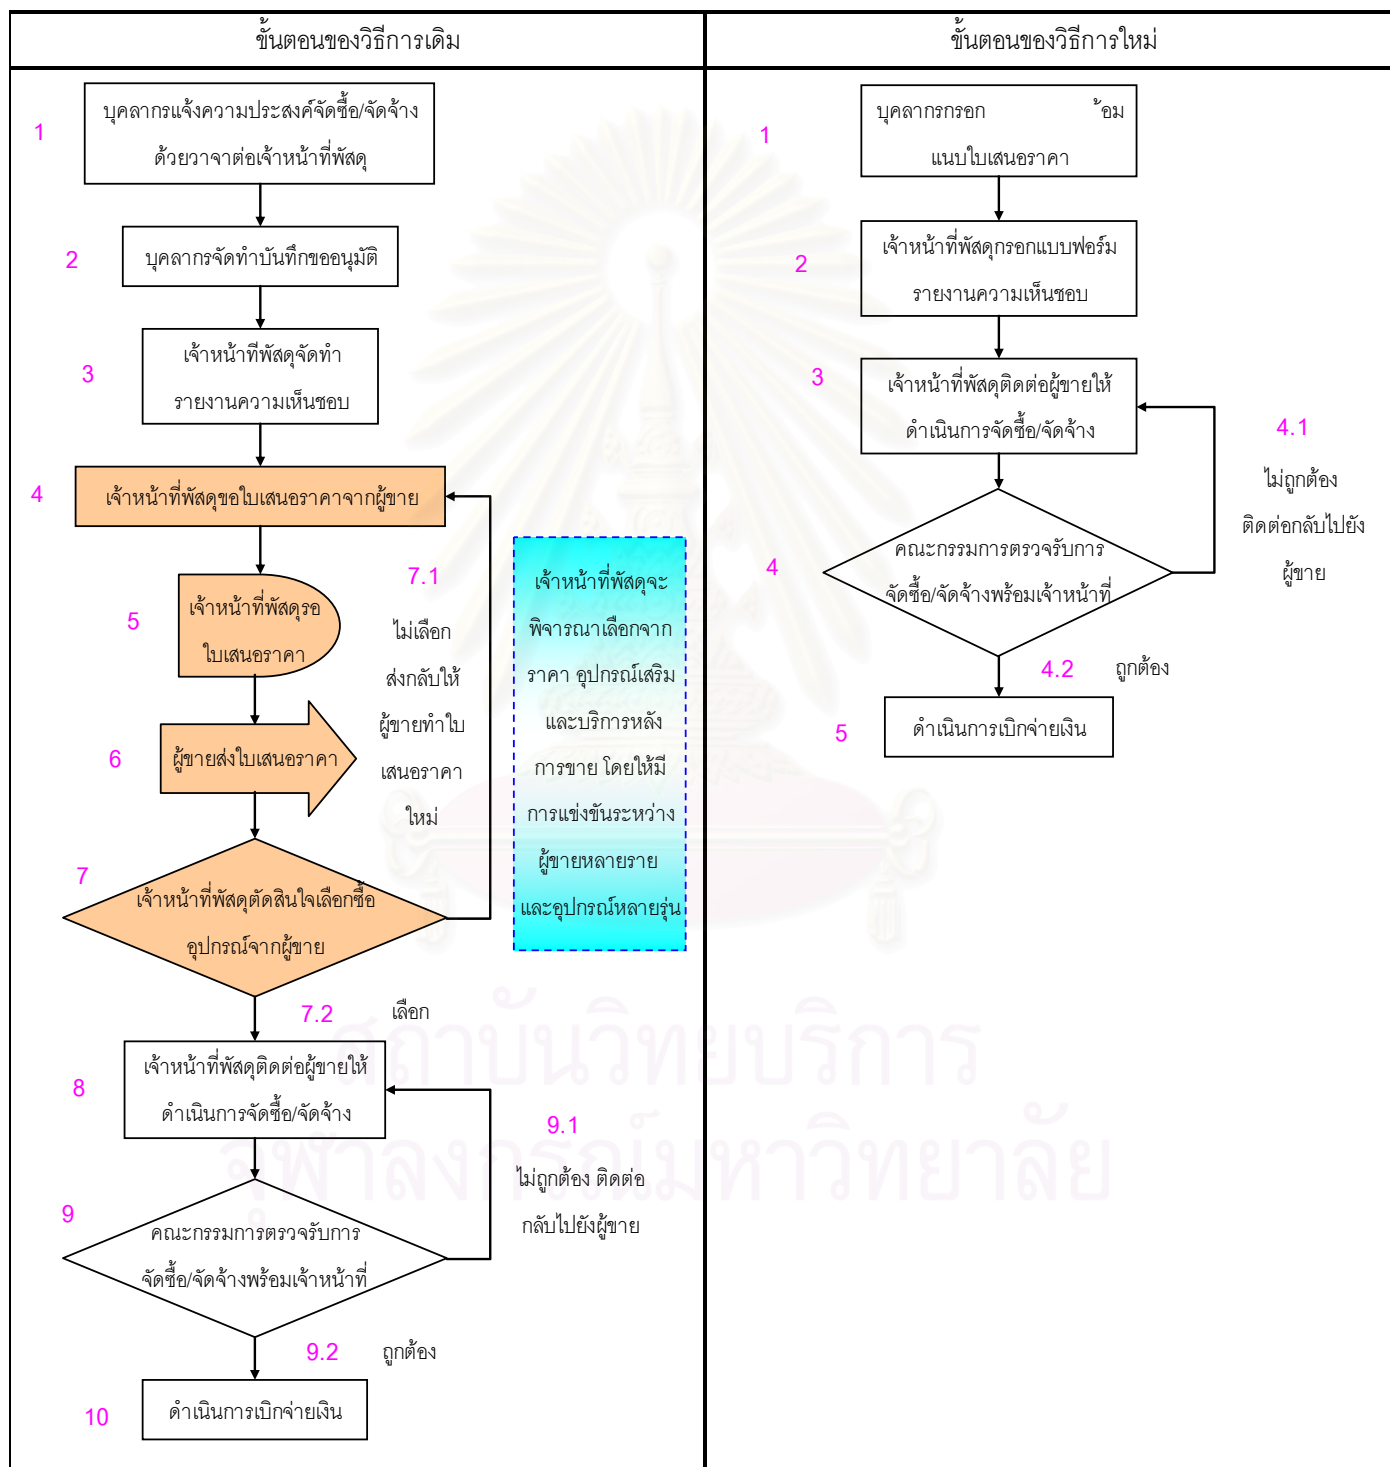 ขั้นตอนของวิธีการเดิม
1
บุคลากรแจ้งความประสงค์จัดซื้อ/จัดจ้าง
ด้วยวาจาต่อเจ้าหน้าที่พัสดุ
2
บุคลากรจัดทำบันทึกขออนุมัติ
3
เจ้าหน้าที่พัสดุจัดทำ
รายงานความเห็นชอบ
4
เจ้าหน้าที่พัสดุขอใบเสนอราคาจากผู้ขาย
5
เจ้าหน้าที่พัสดุรอ
ใบเสนอราคา
6
ผู้ขายส่งใบเสนอราคา
7
เจ้าหน้าที่พัสดุตัดสินใจเลือกซื้อ
อุปกรณ์จากผู้ขาย
7.1
ไม่เลือก
ส่งกลับให้
ผู้ขายทำใบ
เสนอราคา
ใหม่
เจ้าหน้าที่พัสดุจะ
พิจารณาเลือกจาก
ราคา อุปกรณ์เสริม
และบริการหลัง
การขาย โดยให้มี
การแข่งขันระหว่าง
ผู้ขายหลายราย
และอุปกรณ์หลายรุ่น
7.2 เลือก
8
เจ้าหน้าที่พัสดุติดต่อผู้ขายให้
ดำเนินการจัดซื้อ/จัดจ้าง
9
คณะกรรมการตรวจรับการ
จัดซื้อ/จัดจ้างพร้อมเจ้าหน้าที่
9.1
ไม่ถูกต้อง ติดต่อ
กลับไปยังผู้ขาย
9.2 ถูกต้อง
10
ดำเนินการเบิกจ่ายเงิน
ขั้นตอนของวิธีการใหม่
1
บุคลากรกรอก ้อม
แนบใบเสนอราคา
2
เจ้าหน้าที่พัสดุกรอกแบบฟอร์ม
รายงานความเห็นชอบ
3
เจ้าหน้าที่พัสดุติดต่อผู้ขายให้
ดำเนินการจัดซื้อ/จัดจ้าง
4
คณะกรรมการตรวจรับการ
จัดซื้อ/จัดจ้างพร้อมเจ้าหน้าที่
4.1
ไม่ถูกต้อง
ติดต่อกลับไปยัง
ผู้ขาย
4.2 ถูกต้อง
5
ดำเนินการเบิกจ่ายเงิน
สถาบันวิทยบริการ
จุฬาลงกรณ์มหาวิทยาลัย